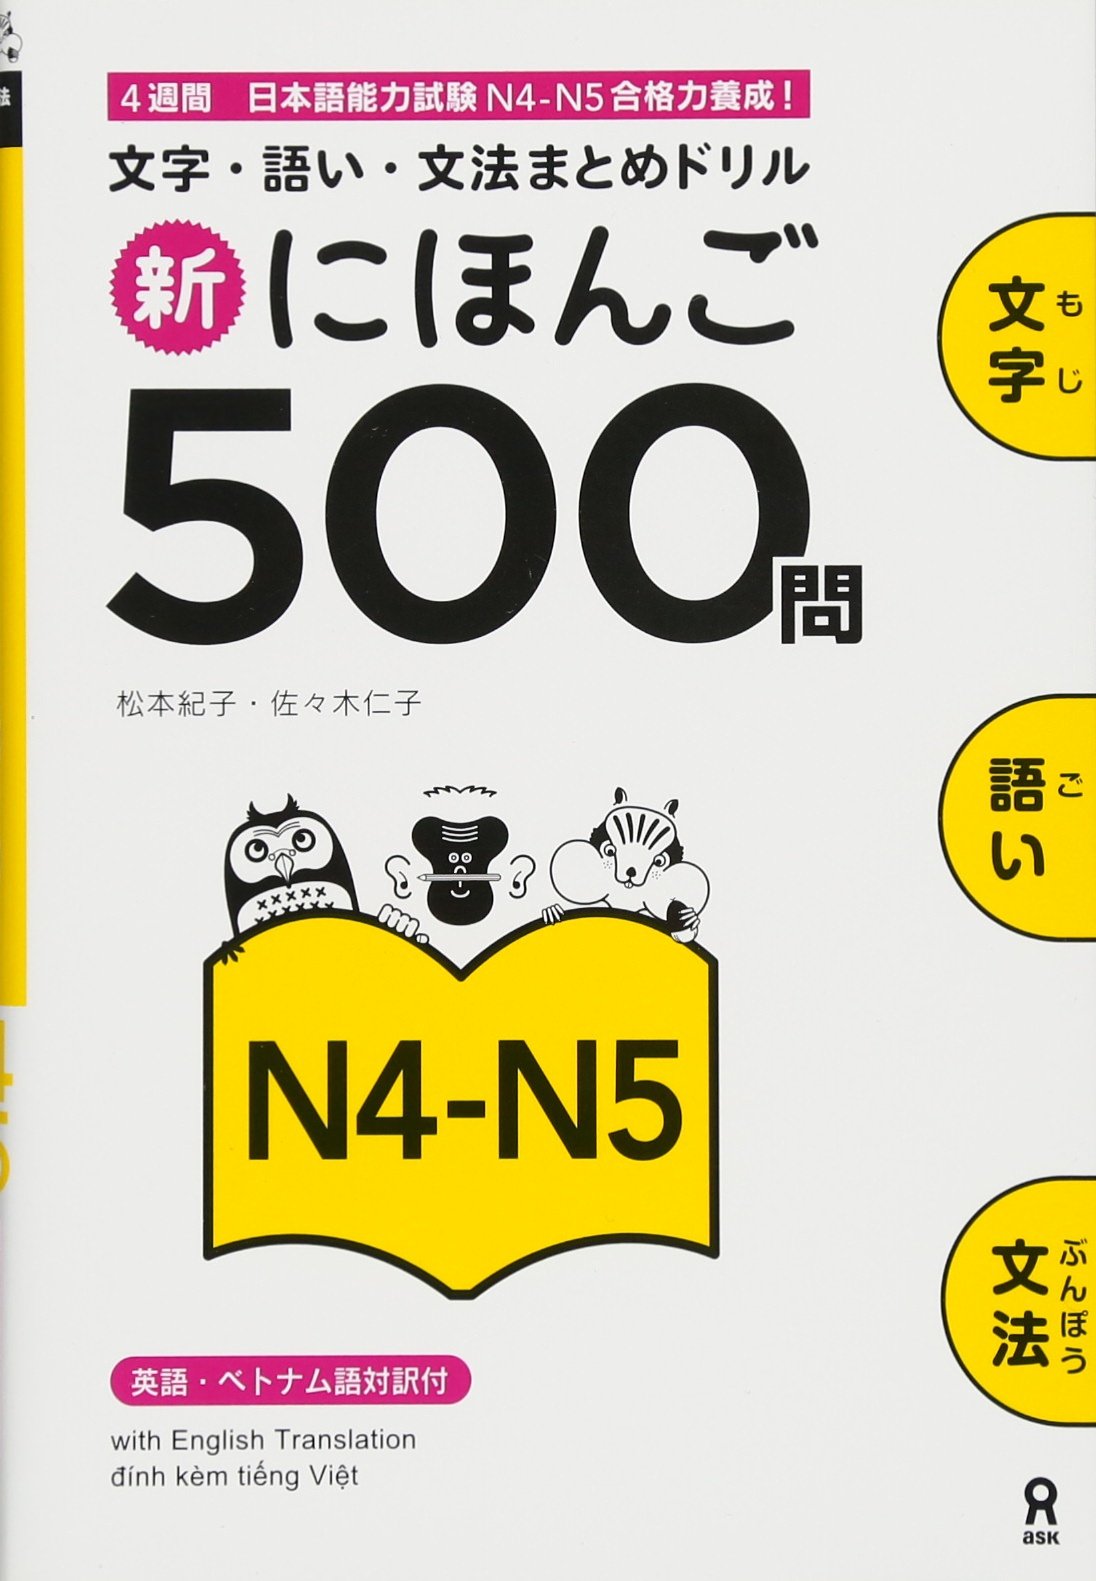 4週間 日本語能力試験N4-N5合格力養成!
文字・語い・文法まとめドリル
新にほんご
500問
松本紀子・佐々木仁子
N4-N5
英語・ベトナム語対訳付
with English Translation
đính kèm tiếng Việt
文字
もじ
語い
ご
文法
ぶんぽう
ask
法